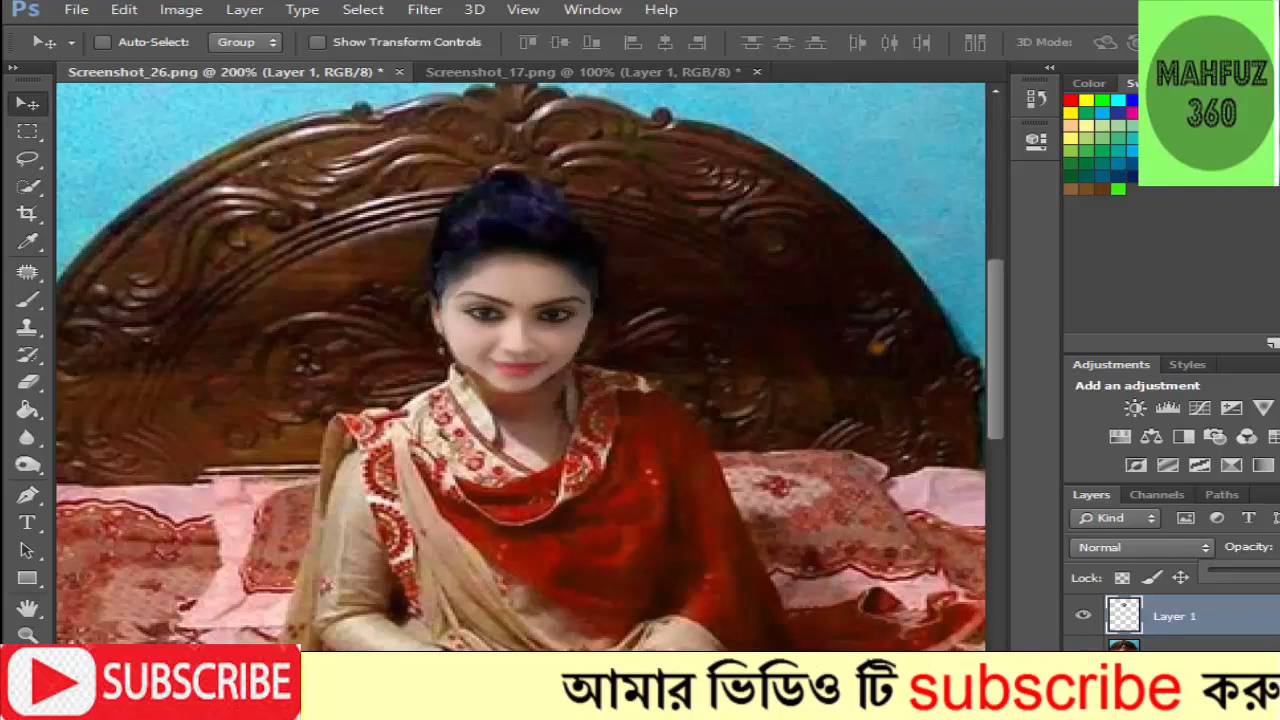 Ps File Edit Image Layer Type Select Filter 3D View Window Help
Auto-Select: Group Show Transform Controls 3D Mode:
Screenshot_26.png @ 200% (Layer 1, RGB/8) * × Screenshot_17.png @ 100% (Layer 1, RGB/8) * ×
Color
MAHFUZ
360
Adjustments Styles
Add an adjustment
Layers Channels Paths
Kind
Normal Opacity:
Lock:
Layer 1
SUBSCRIBE
আমার ভিডিও টি subscribe করু